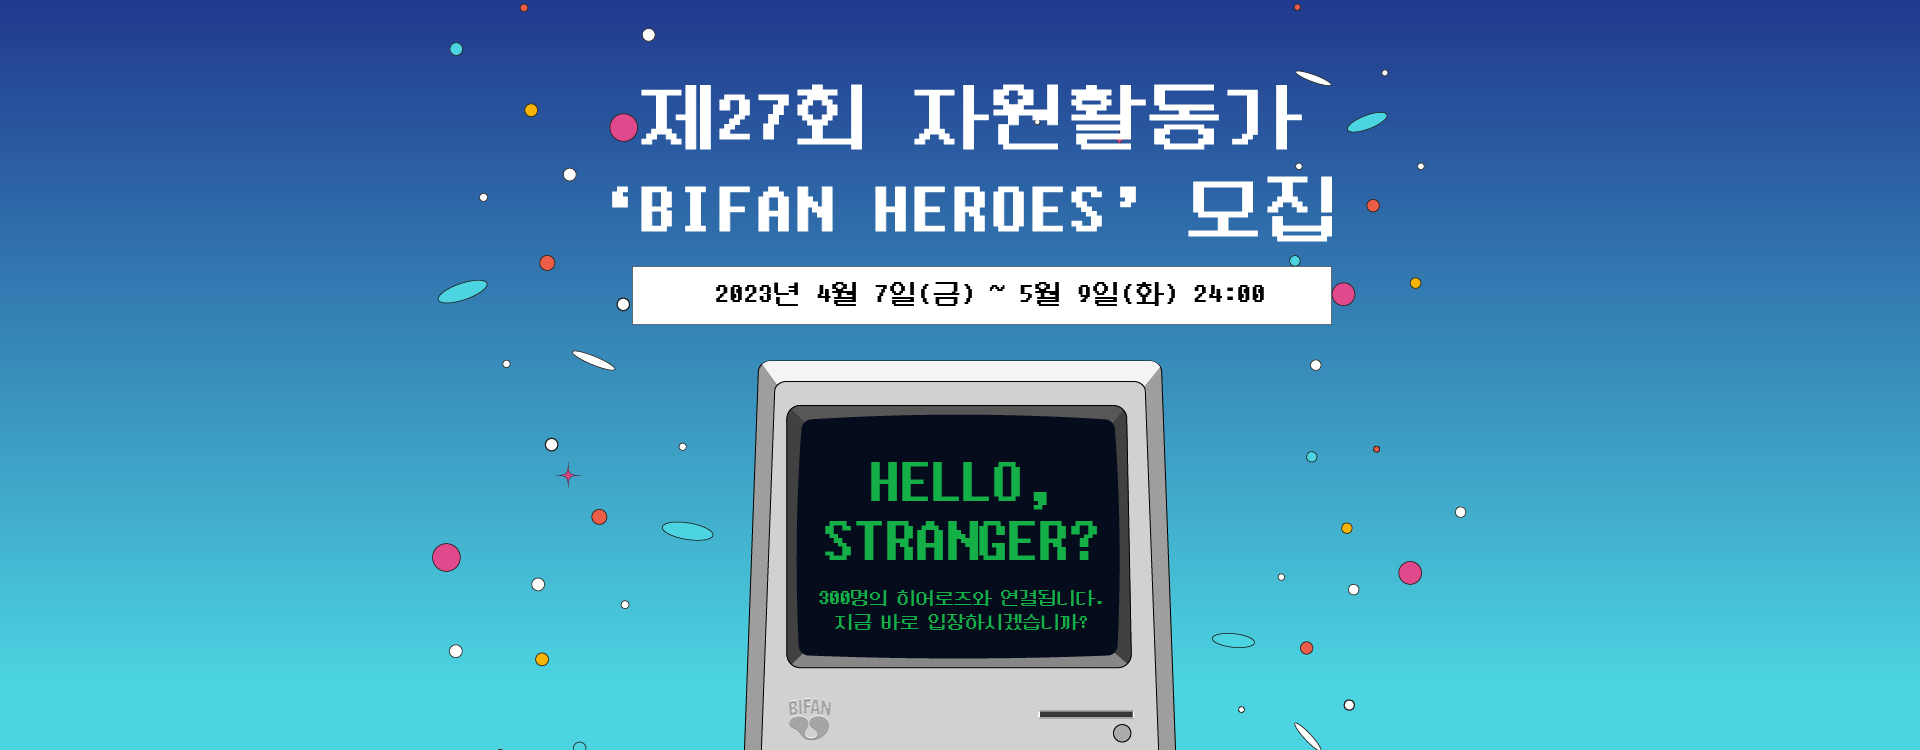 제27회 자원활동가
‘BIFAN HEROES’ 모집
2023년 4월 7일(금) ~ 5월 9일(화) 24:00
HELLO,
STRANGER?
300명의 히어로즈와 연결됩니다.
지금 바로 입장하시겠습니까?
BIFAN